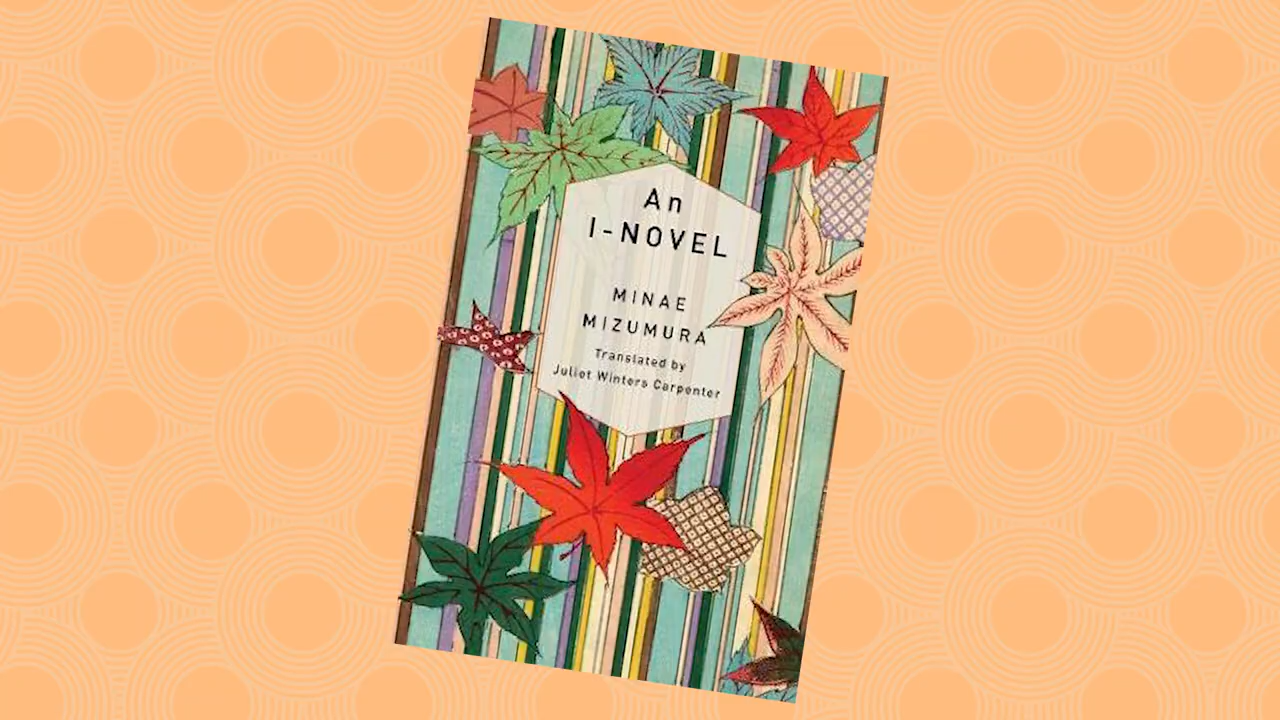 An
I-NOVEL
MINAE
MIZUMURA
Translated by
Juliet Winters Carpenter